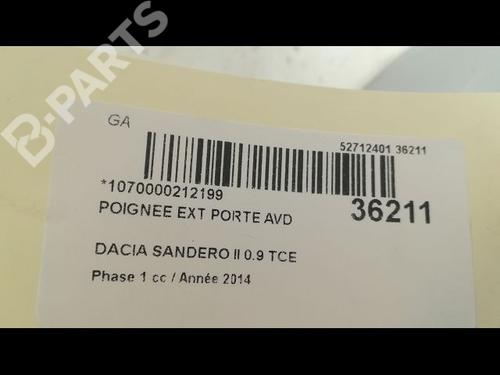 B-PARTS
GA
52712401 36211
*1070000212199
36211
POIGNEE EXT PORTE AVD
DACIA SANDERO II 0.9 TCE
Phase 1 cc / Année 2014